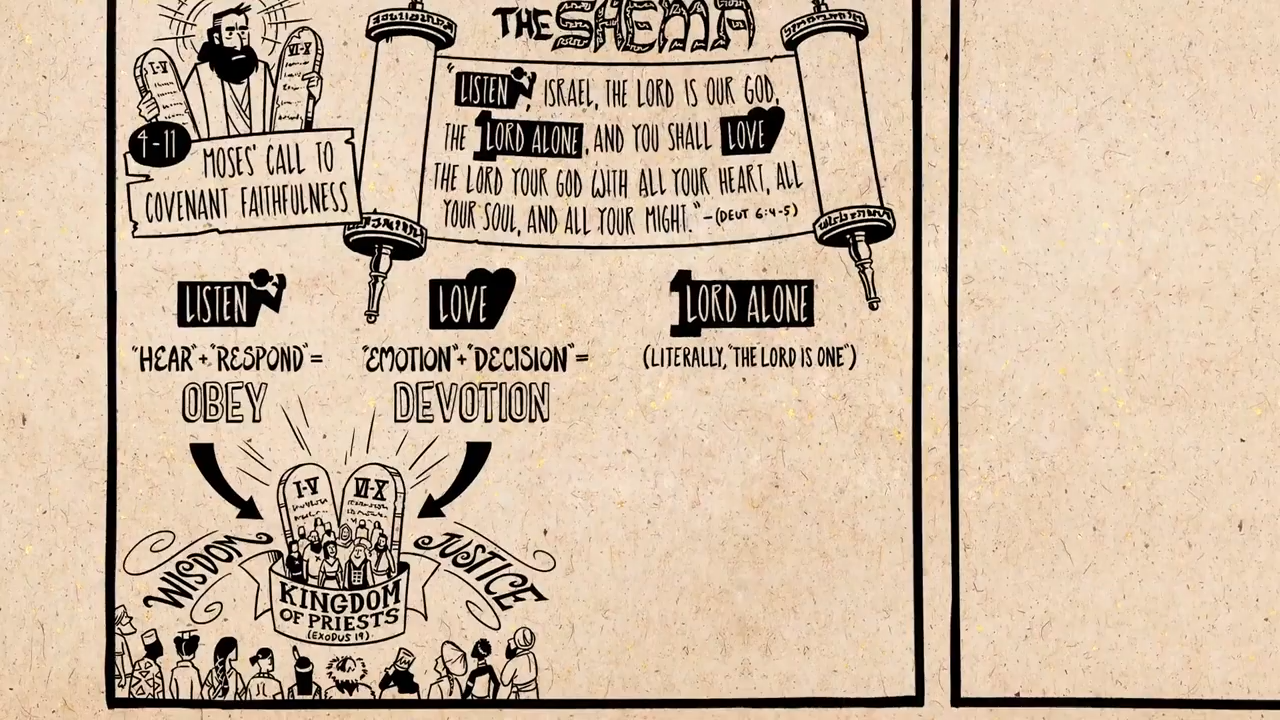 THE SHEMA
I-V
VI-X
4-11
MOSES' CALL TO
COVENANT FAITHFULNESS
"LISTEN, ISRAEL, THE LORD IS OUR GOD,
THE 1 LORD ALONE, AND YOU SHALL LOVE
THE LORD YOUR GOD WITH ALL YOUR HEART, ALL
YOUR SOUL, AND ALL YOUR MIGHT." -(DEUT 6:4-5)
LISTEN
"HEAR"+"RESPOND"=
OBEY
LOVE
"EMOTION"+"DECISION"=
DEVOTION
1 LORD ALONE
(LITERALLY, "THE LORD IS ONE")
I-V
VI-X
WISDOM
JUSTICE
KINGDOM
OF PRIESTS
(EXODUS 19)